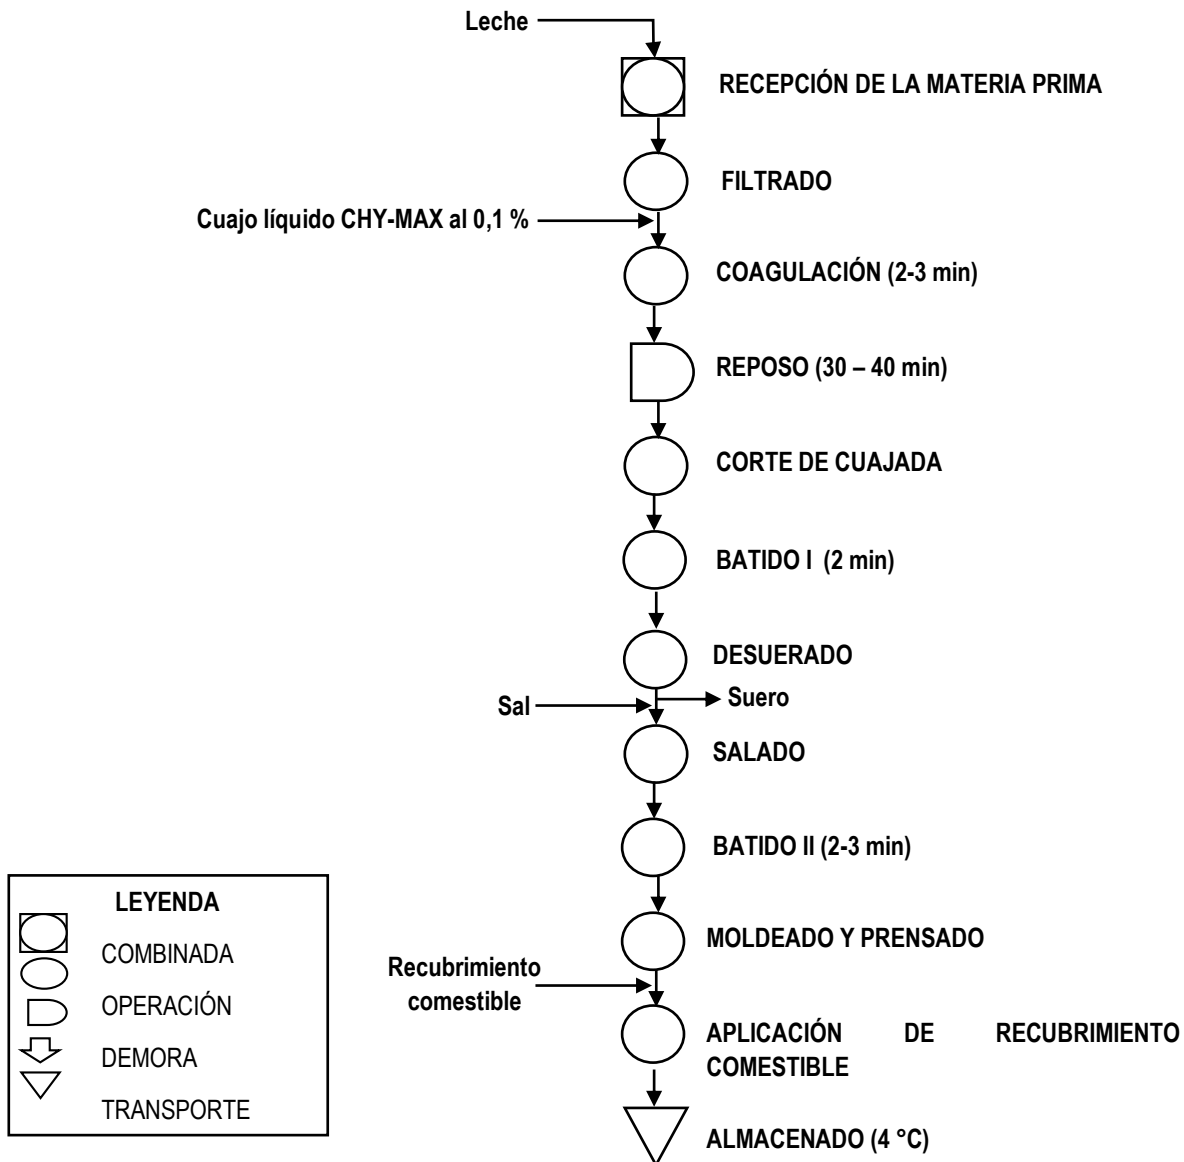 Leche
RECEPCIÓN DE LA MATERIA PRIMA
FILTRADO
Cuajo líquido CHY-MAX al 0,1 %
COAGULACIÓN (2-3 min)
REPOSO (30 – 40 min)
CORTE DE CUAJADA
BATIDO I (2 min)
DESUERADO
Suero
Sal
SALADO
BATIDO II (2-3 min)
MOLDEADO Y PRENSADO
Recubrimiento
comestible
APLICACIÓN DE RECUBRIMIENTO
COMESTIBLE
ALMACENADO (4 °C)
LEYENDA
COMBINADA
OPERACIÓN
DEMORA
TRANSPORTE